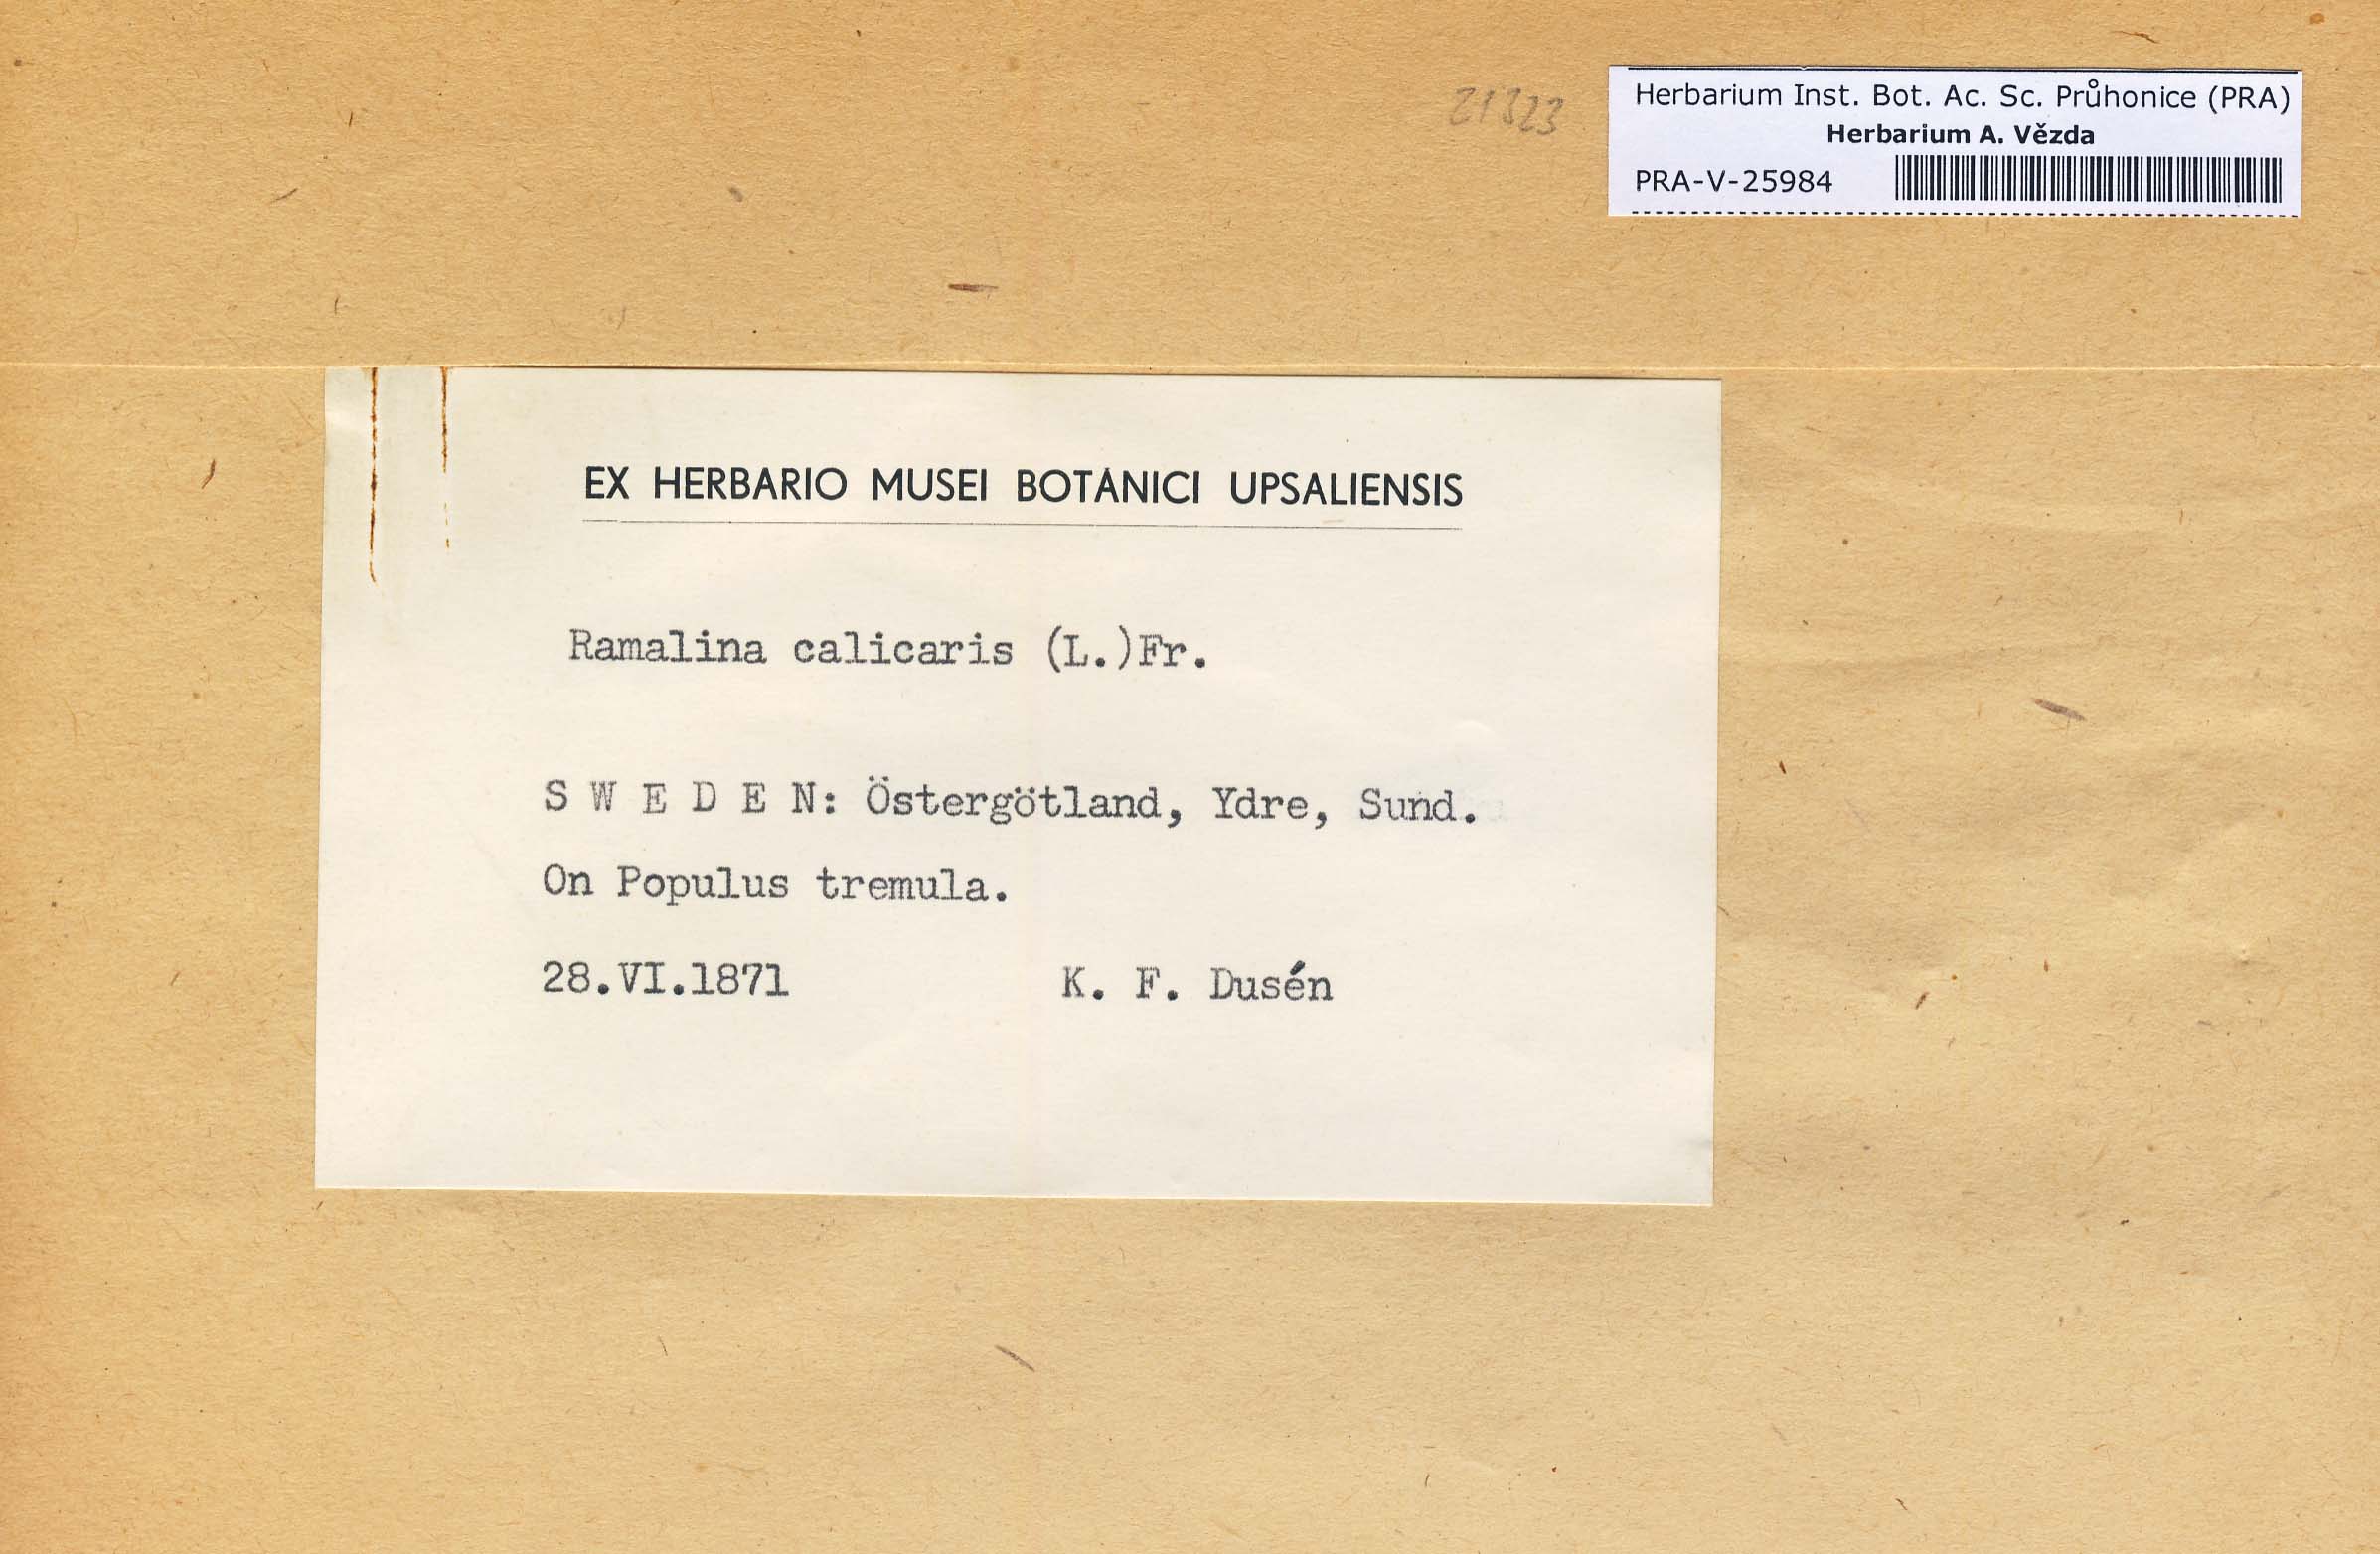 21323
Herbarium Inst. Bot. Ac. Sc. Průhonice (PRA)
Herbarium A. Vězda
PRA-V-25984
EX HERBARIO MUSEI BOTANICI UPSALIENSIS
Ramalina calicaris (L.)Fr.
S W E D E N: Östergötland, Ydre, Sund.
On Populus tremula.
28.VI.1871 K. F. Dusén